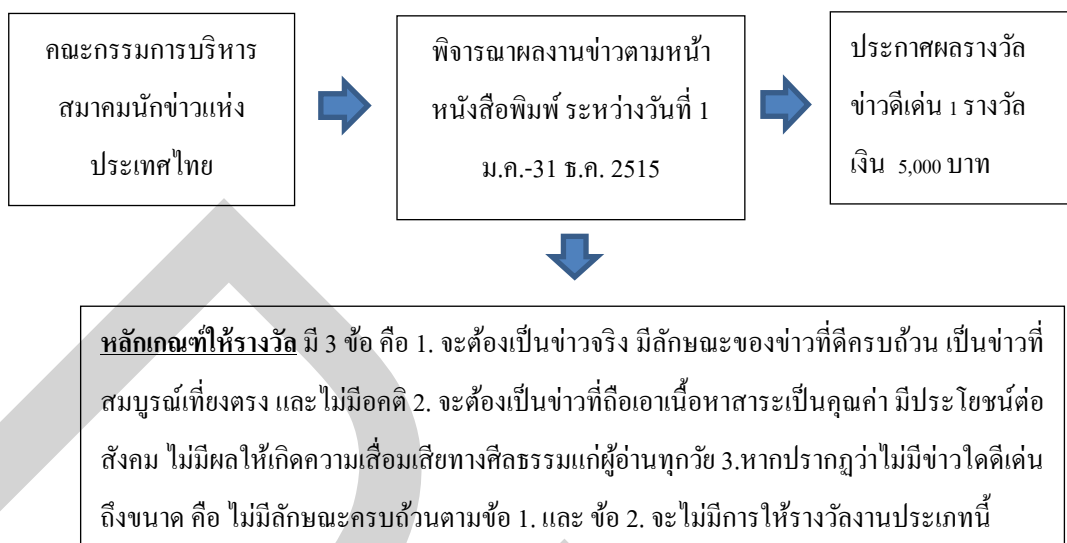 คณะกรรมการบริหาร
สมาคมนักข่าวแห่ง
ประเทศไทย
พิจารณาผลงานข่าวตามหน้า
หนังสือพิมพ์ ระหว่างวันที่ 1
ม.ค.-31 ธ.ค. 2515
ประกาศผลรางวัล
ข่าวดีเด่น 1 รางวัล
เงิน 5,000 บาท
หลักเกณฑ์ให้รางวัล มี 3 ข้อ คือ 1. จะต้องเป็นข่าวจริง มีลักษณะของข่าวที่ดีครบถ้วน เป็นข่าวที่
สมบูรณ์เที่ยงตรง และไม่มีอคติ 2. จะต้องเป็นข่าวที่ถือเอาเนื้อหาสาระเป็นคุณค่า มีประโยชน์ต่อ
สังคม ไม่มีผลให้เกิดความเสื่อมเสียทางศีลธรรมแก่ผู้อ่านทุกวัย 3.หากปรากฏว่าไม่มีข่าวใดดีเด่น
ถึงขนาด คือ ไม่มีลักษณะครบถ้วนตามข้อ 1. และ ข้อ 2. จะไม่มีการให้รางวัลงานประเภทนี้